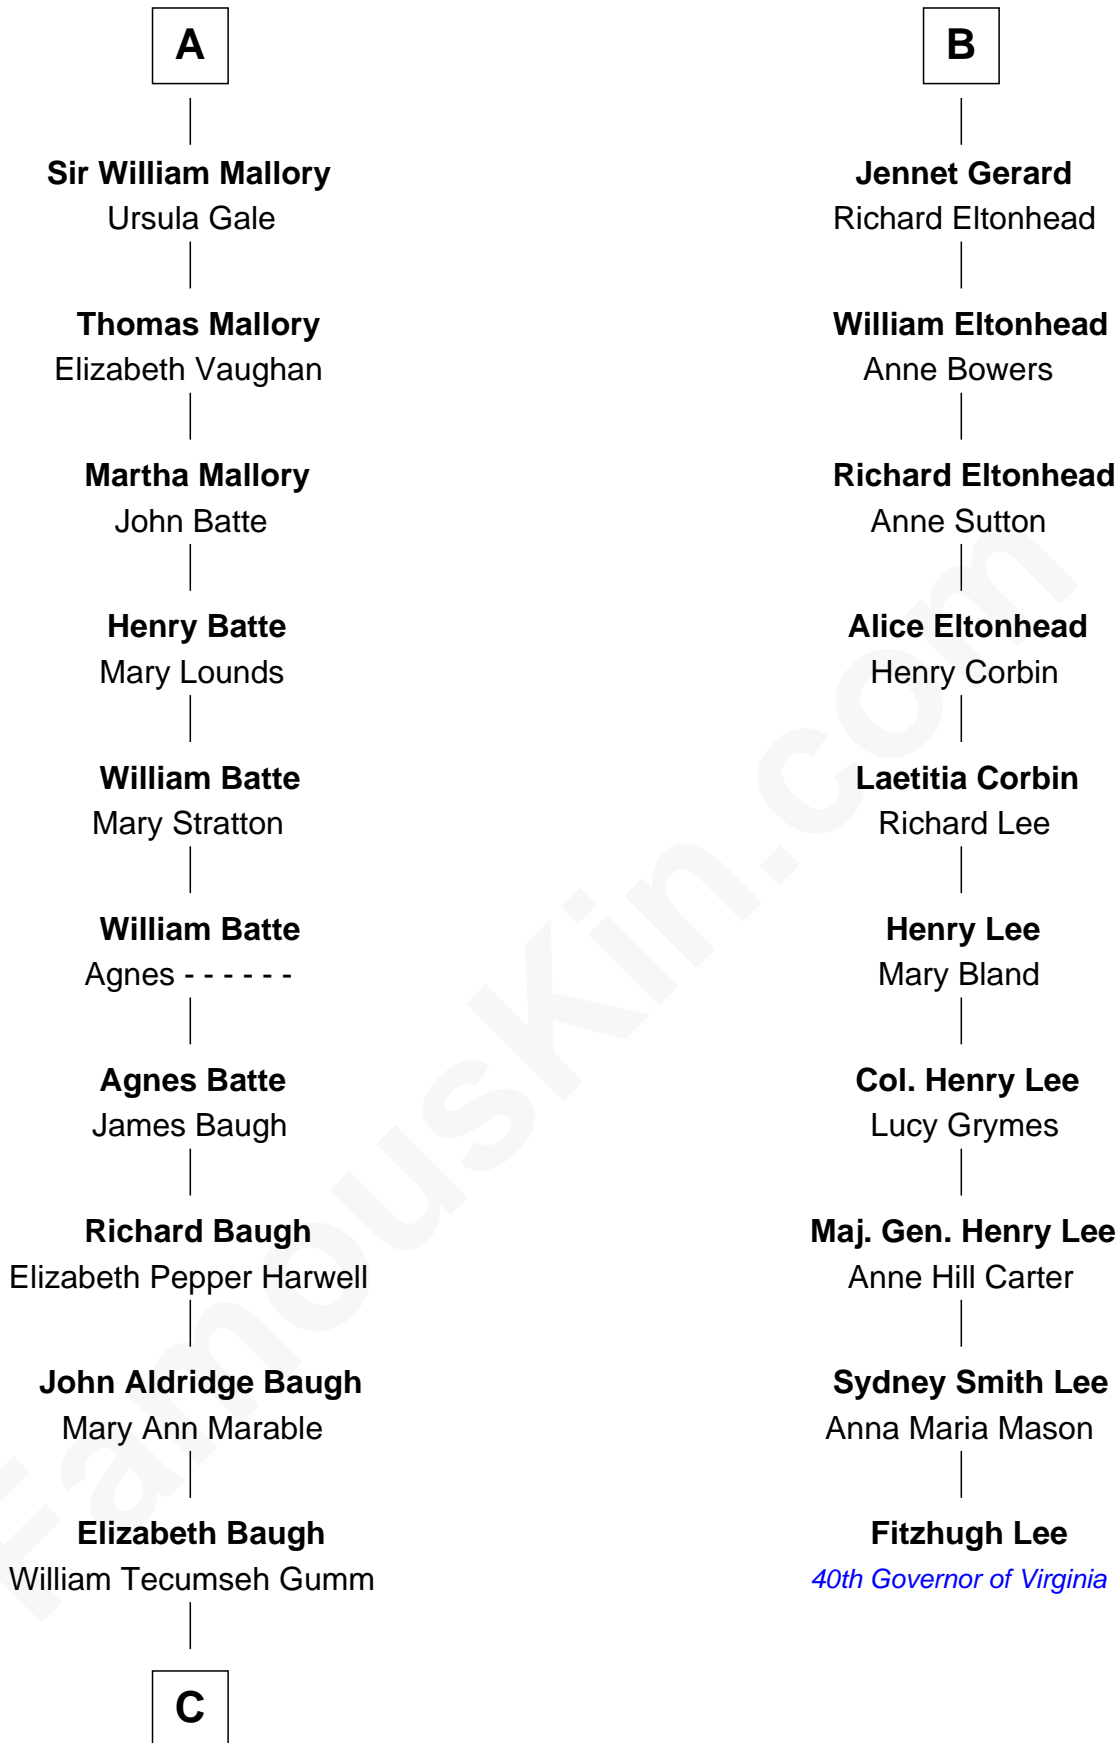 A
Sir William Mallory
Ursula Gale
Thomas Mallory
Elizabeth Vaughan
Martha Mallory
John Batte
Henry Batte
Mary Lounds
William Batte
Mary Stratton
William Batte
Agnes - - - - - -
Agnes Batte
James Baugh
Richard Baugh
Elizabeth Pepper Harwell
John Aldridge Baugh
Mary Ann Marable
Elizabeth Baugh
William Tecumseh Gumm
C
B
Jennet Gerard
Richard Eltonhead
William Eltonhead
Anne Bowers
Richard Eltonhead
Anne Sutton
Alice Eltonhead
Henry Corbin
Laetitia Corbin
Richard Lee
Henry Lee
Mary Bland
Col. Henry Lee
Lucy Grymes
Maj. Gen. Henry Lee
Anne Hill Carter
Sydney Smith Lee
Anna Maria Mason
Fitzhugh Lee
40th Governor of Virginia
FamousKin.com